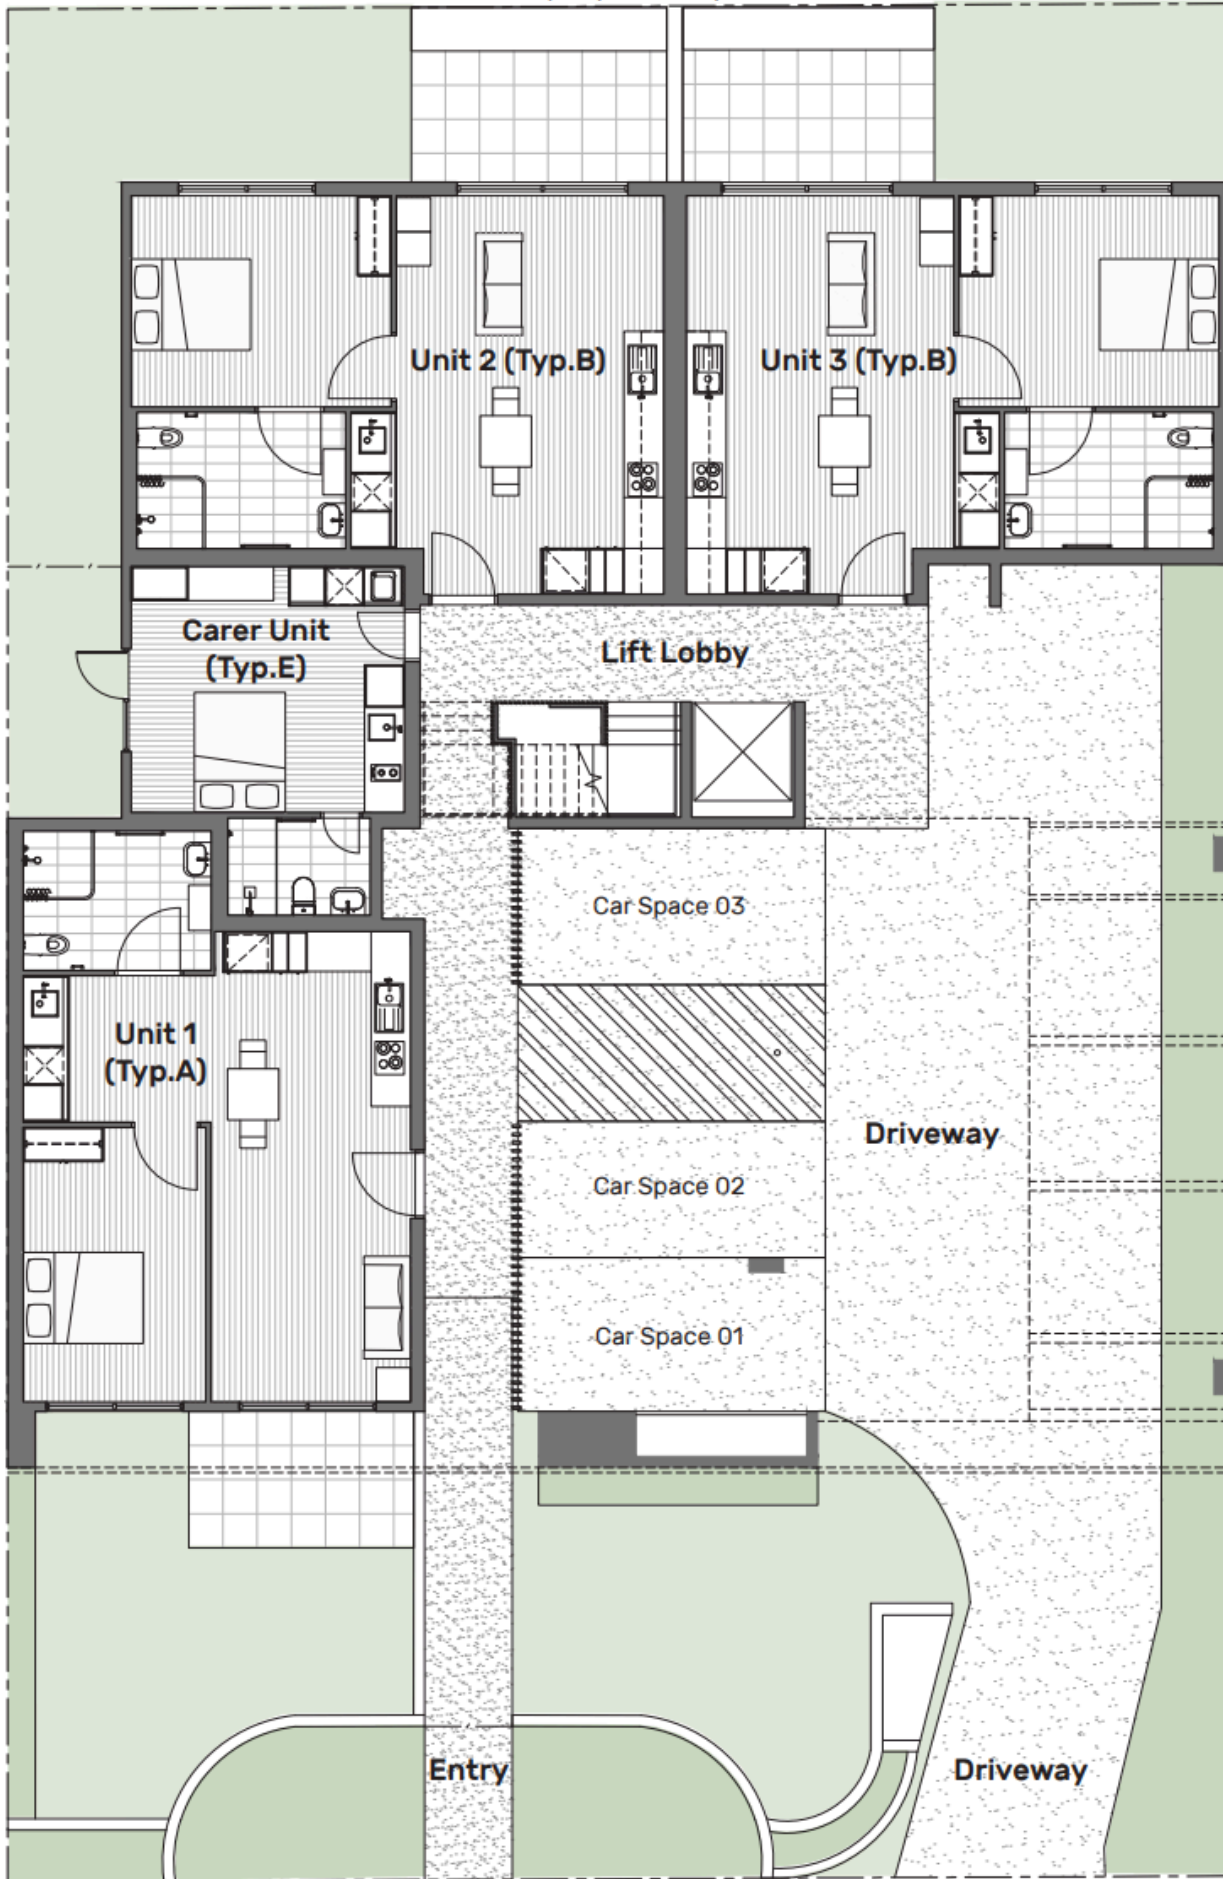 Unit 2 (Typ.B)
Unit 3 (Typ.B)
Carer Unit
(Typ.E)
Lift Lobby
Car Space 03
Unit 1
(Typ.A)
Driveway
Car Space 02
Car Space 01
Entry
Driveway